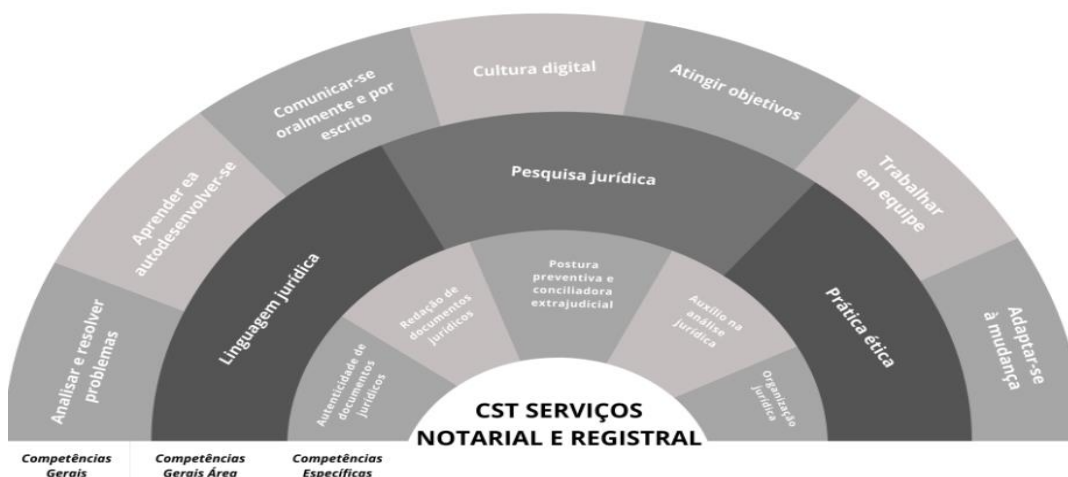 Analisar e resolver
problemas
Aprender ea
autodesenvolver-se
Comunicar-se
oralmente e por
escrito
Cultura digital
Atingir objetivos
Trabalhar
em equipe
Adaptar-se
à mudança
Linguagem jurídica
Pesquisa jurídica
Prática ética
Autenticidade de
documentos
jurídicos
Redação de
documentos
jurídicos
Postura
preventiva e
conciliadora
extrajudicial
Auxílio na
análise
jurídica
Organização
jurídica
CST SERVIÇOS
NOTARIAL E REGISTRAL
Competências
Gerais
Competências
Gerais Área
Competências
Específicas